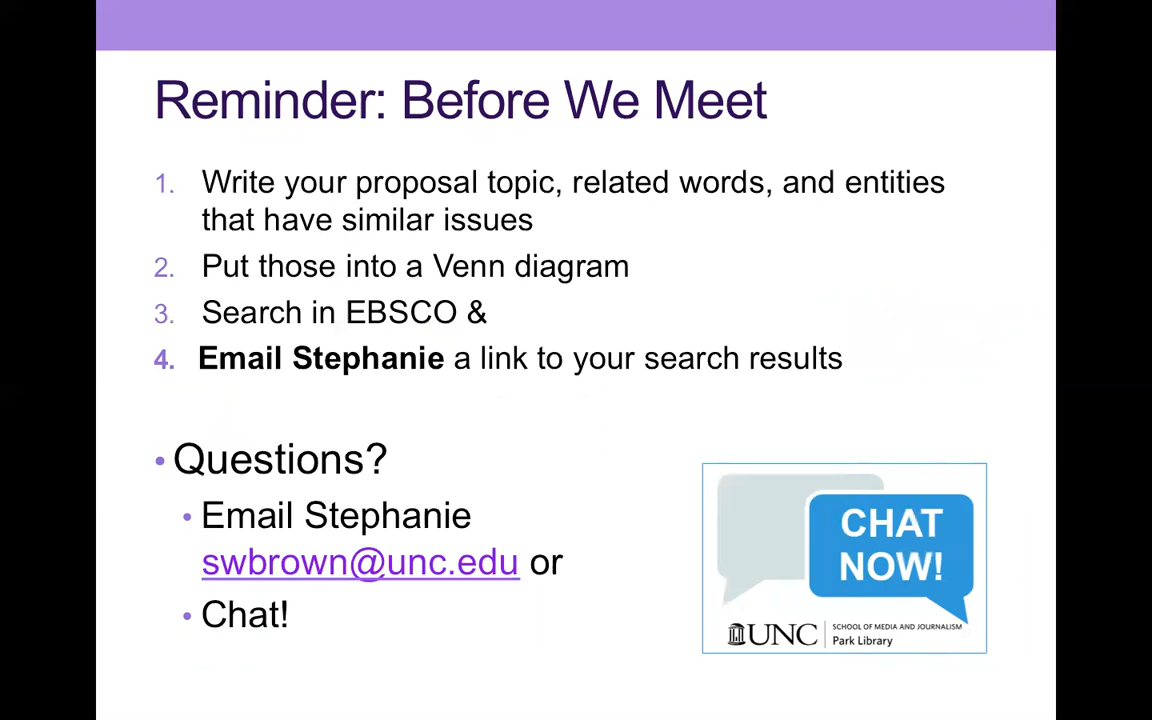 Reminder: Before We Meet
1. Write your proposal topic, related words, and entities
that have similar issues
2. Put those into a Venn diagram
3. Search in EBSCO &
4. Email Stephanie a link to your search results
• Questions?
• Email Stephanie
swbrown@unc.edu or
• Chat!
CHAT
NOW!
UNC
SCHOOL OF MEDIA AND JOURNALISM
Park Library